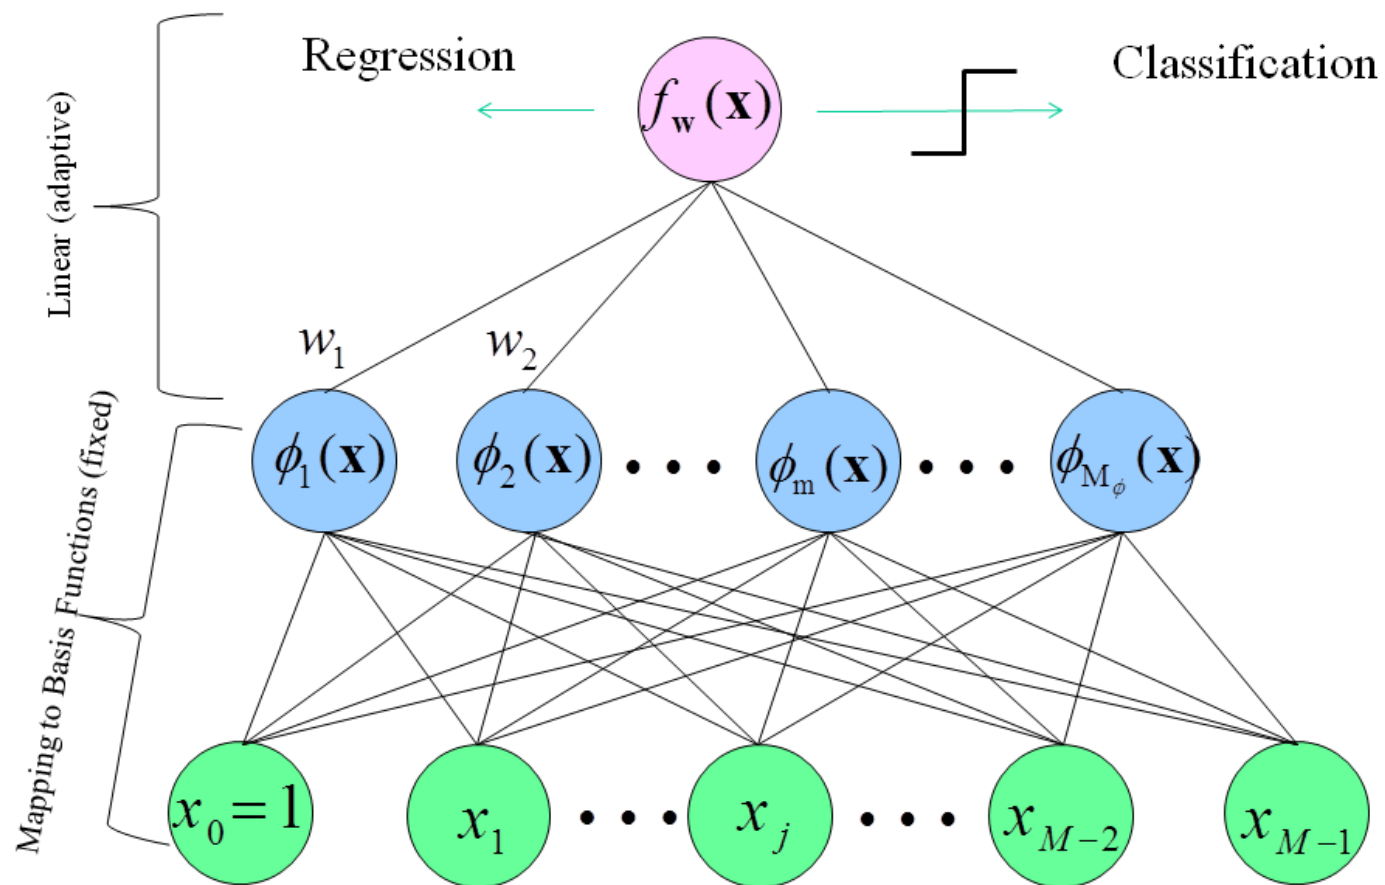 Regression
f_w(x)
Classification
Linear (adaptive)
w_1
w_2
ϕ_1(x)
ϕ_2(x)
• • •
ϕ_m(x)
• • •
ϕ_{M_ϕ}(x)
Mapping to Basis Functions (fixed)
x_0 = 1
x_1
• • •
x_j
• • •
x_{M-2}
x_{M-1}